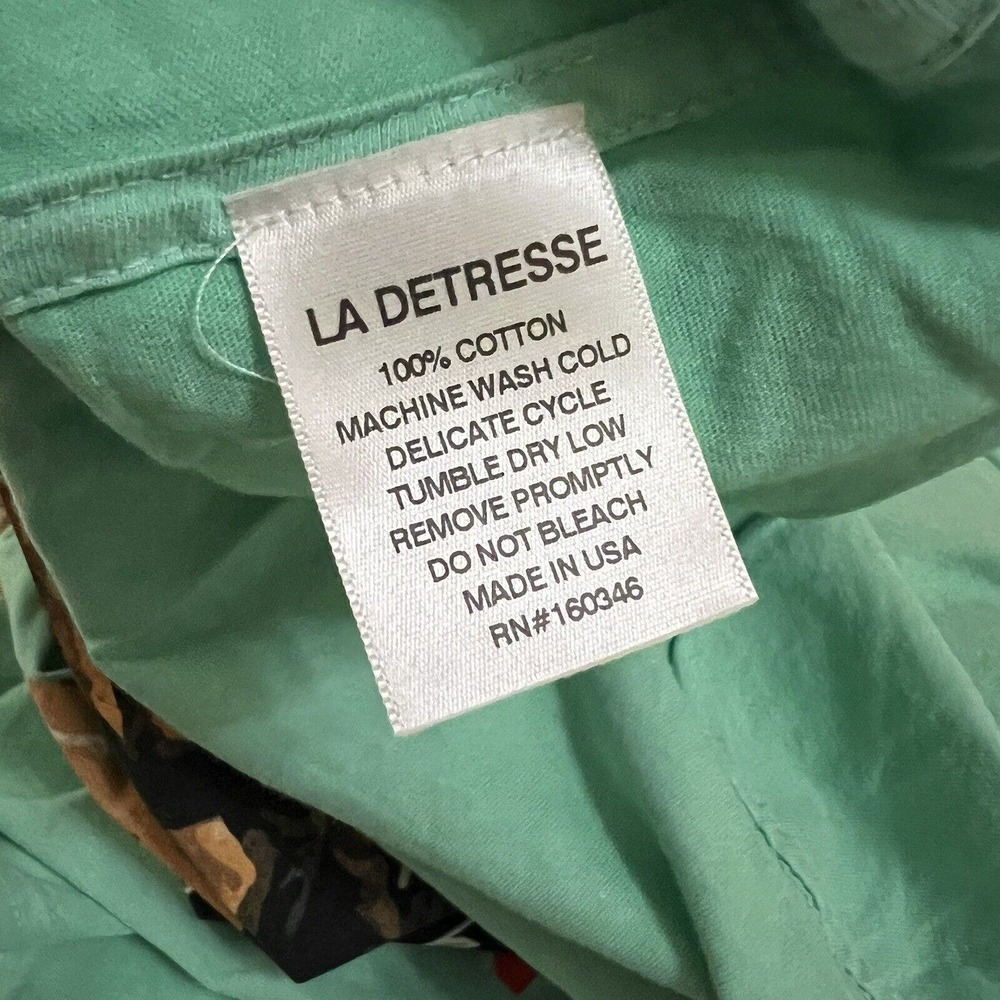 LA DETRESSE
100% COTTON
MACHINE WASH COLD
DELICATE CYCLE
TUMBLE DRY LOW
REMOVE PROMPTLY
DO NOT BLEACH
MADE IN USA
RN#160346